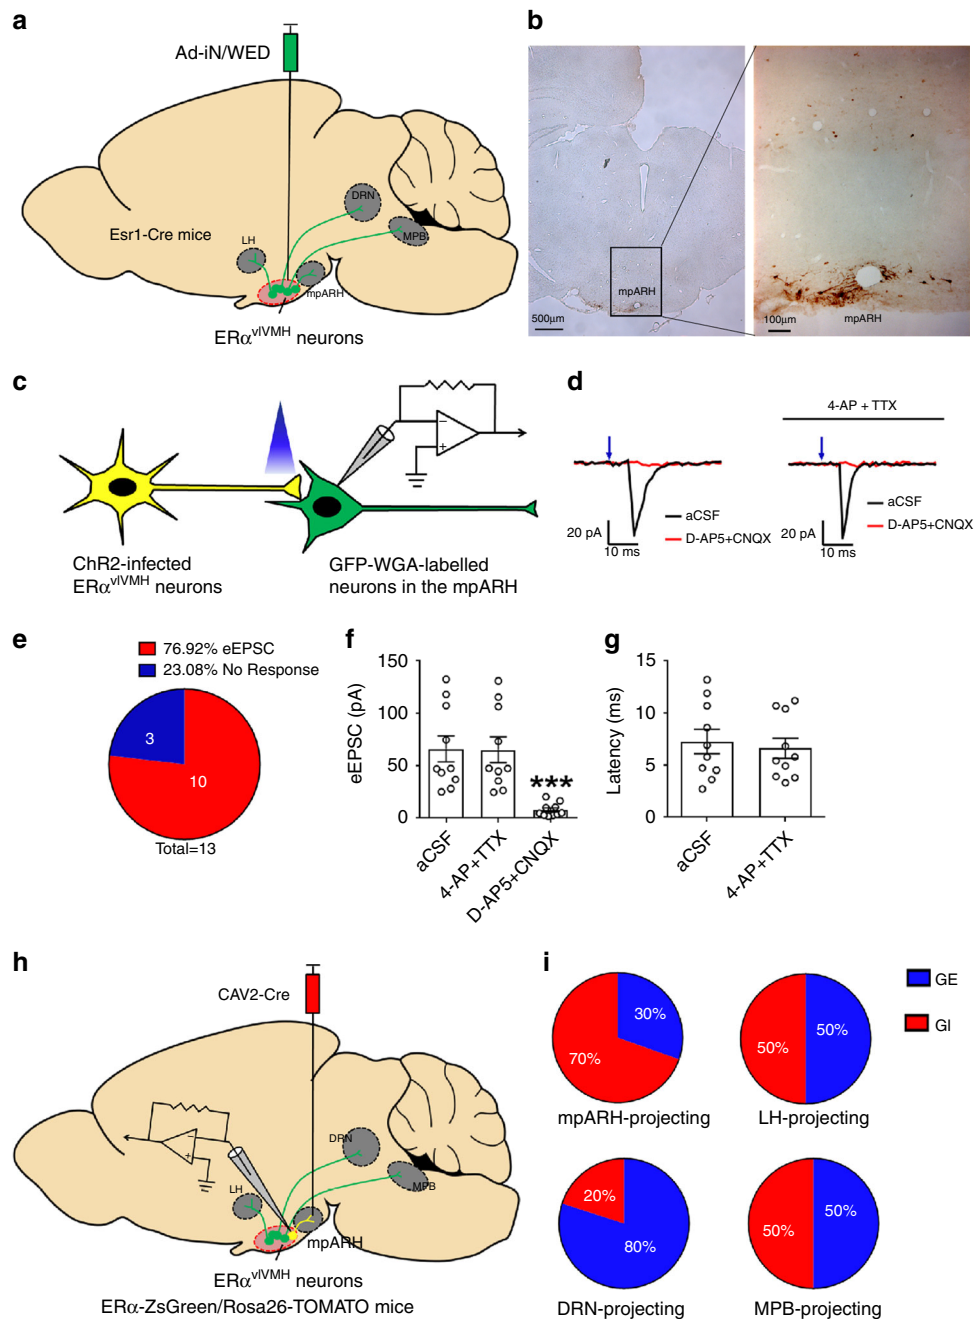 a
Ad-iN/WED
DRN
MPB
Esr1-Cre mice
LH
mpARH
ERα^vlVMH neurons
b
mpARH
500µm
100µm
mpARH
c
−
+
ChR2-infected
ERα^vlVMH neurons
GFP-WGA-labelled
neurons in the mpARH
d
4-AP + TTX
aCSF
D-AP5+CNQX
20 pA
10 ms
aCSF
D-AP5+CNQX
20 pA
10 ms
e
76.92% eEPSC
23.08% No Response
3
10
Total=13
f
eEPSC (pA)
150
100
50
0
***
aCSF
4-AP+TTX
D-AP5+CNQX
g
Latency (ms)
15
10
5
0
aCSF
4-AP+TTX
h
CAV2-Cre
−
+
DRN
MPB
LH
mpARH
ERα^vlVMH neurons
ERα-ZsGreen/Rosa26-TOMATO mice
i
GE
GI
30%
70%
mpARH-projecting
50%
50%
LH-projecting
20%
80%
DRN-projecting
50%
50%
MPB-projecting